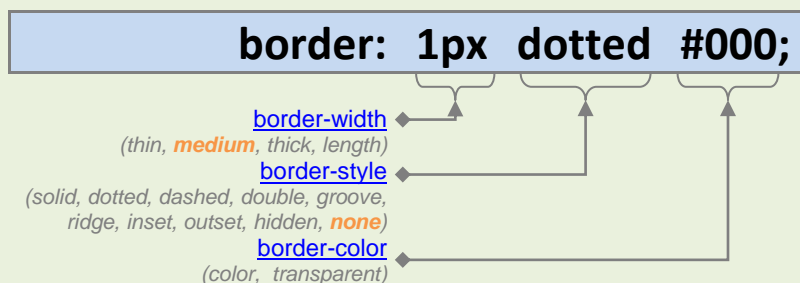 border: 1px dotted #000;
border-width
(thin, medium, thick, length)
border-style
(solid, dotted, dashed, double, groove,
ridge, inset, outset, hidden, none)
border-color
(color, transparent)